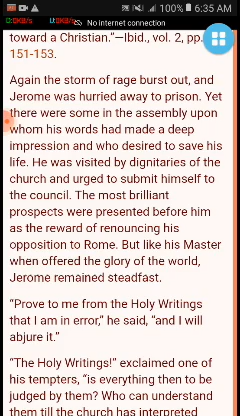 100% 6:35 AM
0:0KB/s U:0KB/s No internet connection
toward a Christian."—Ibid., vol. 2, pp.
151-153.
Again the storm of rage burst out, and
Jerome was hurried away to prison. Yet
there were some in the assembly upon
whom his words had made a deep
impression and who desired to save his
life. He was visited by dignitaries of the
church and urged to submit himself to
the council. The most brilliant
prospects were presented before him
as the reward of renouncing his
opposition to Rome. But like his Master
when offered the glory of the world,
Jerome remained steadfast.
"Prove to me from the Holy Writings
that I am in error," he said, "and I will
abjure it."
"The Holy Writings!" exclaimed one of
his tempters, "is everything then to be
judged by them? Who can understand
them till the church has interpreted